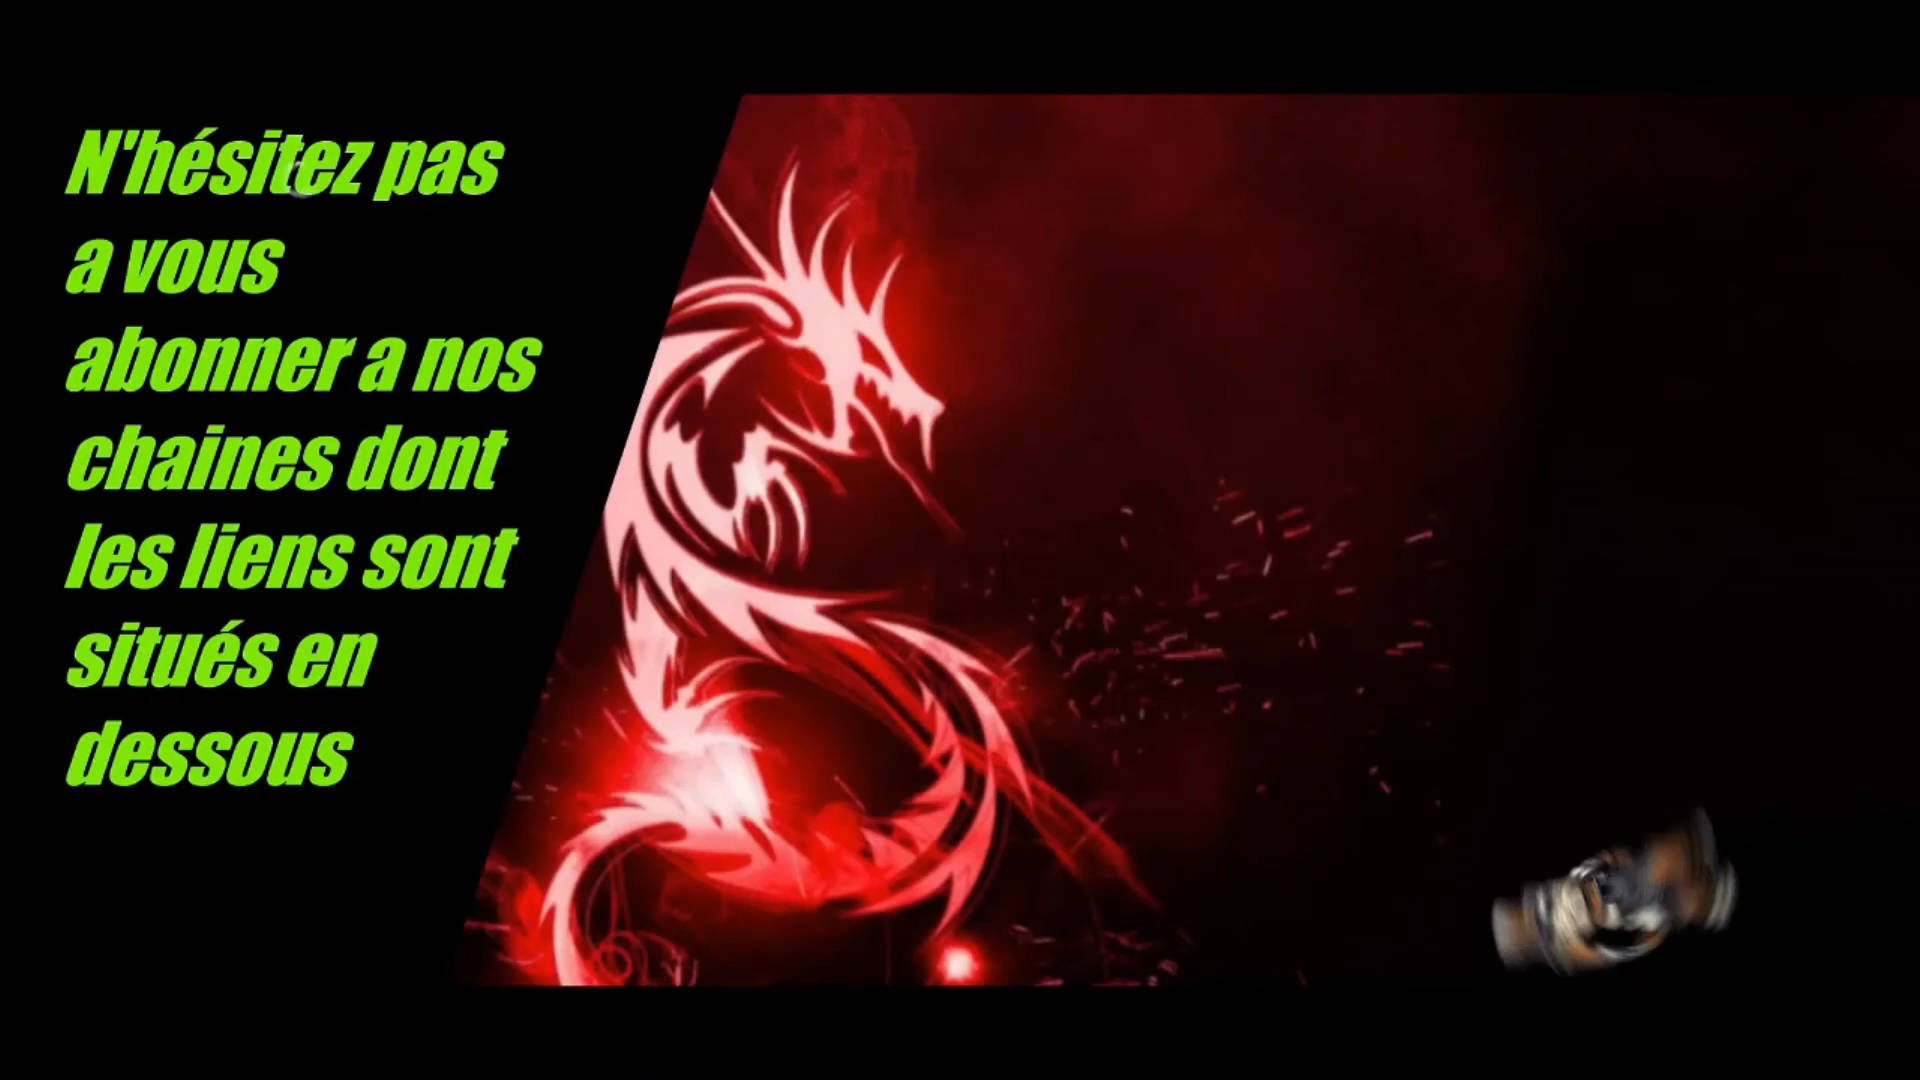 N'hésitez pas
a vous
abonner a nos
chaines dont
les liens sont
situés en
dessous